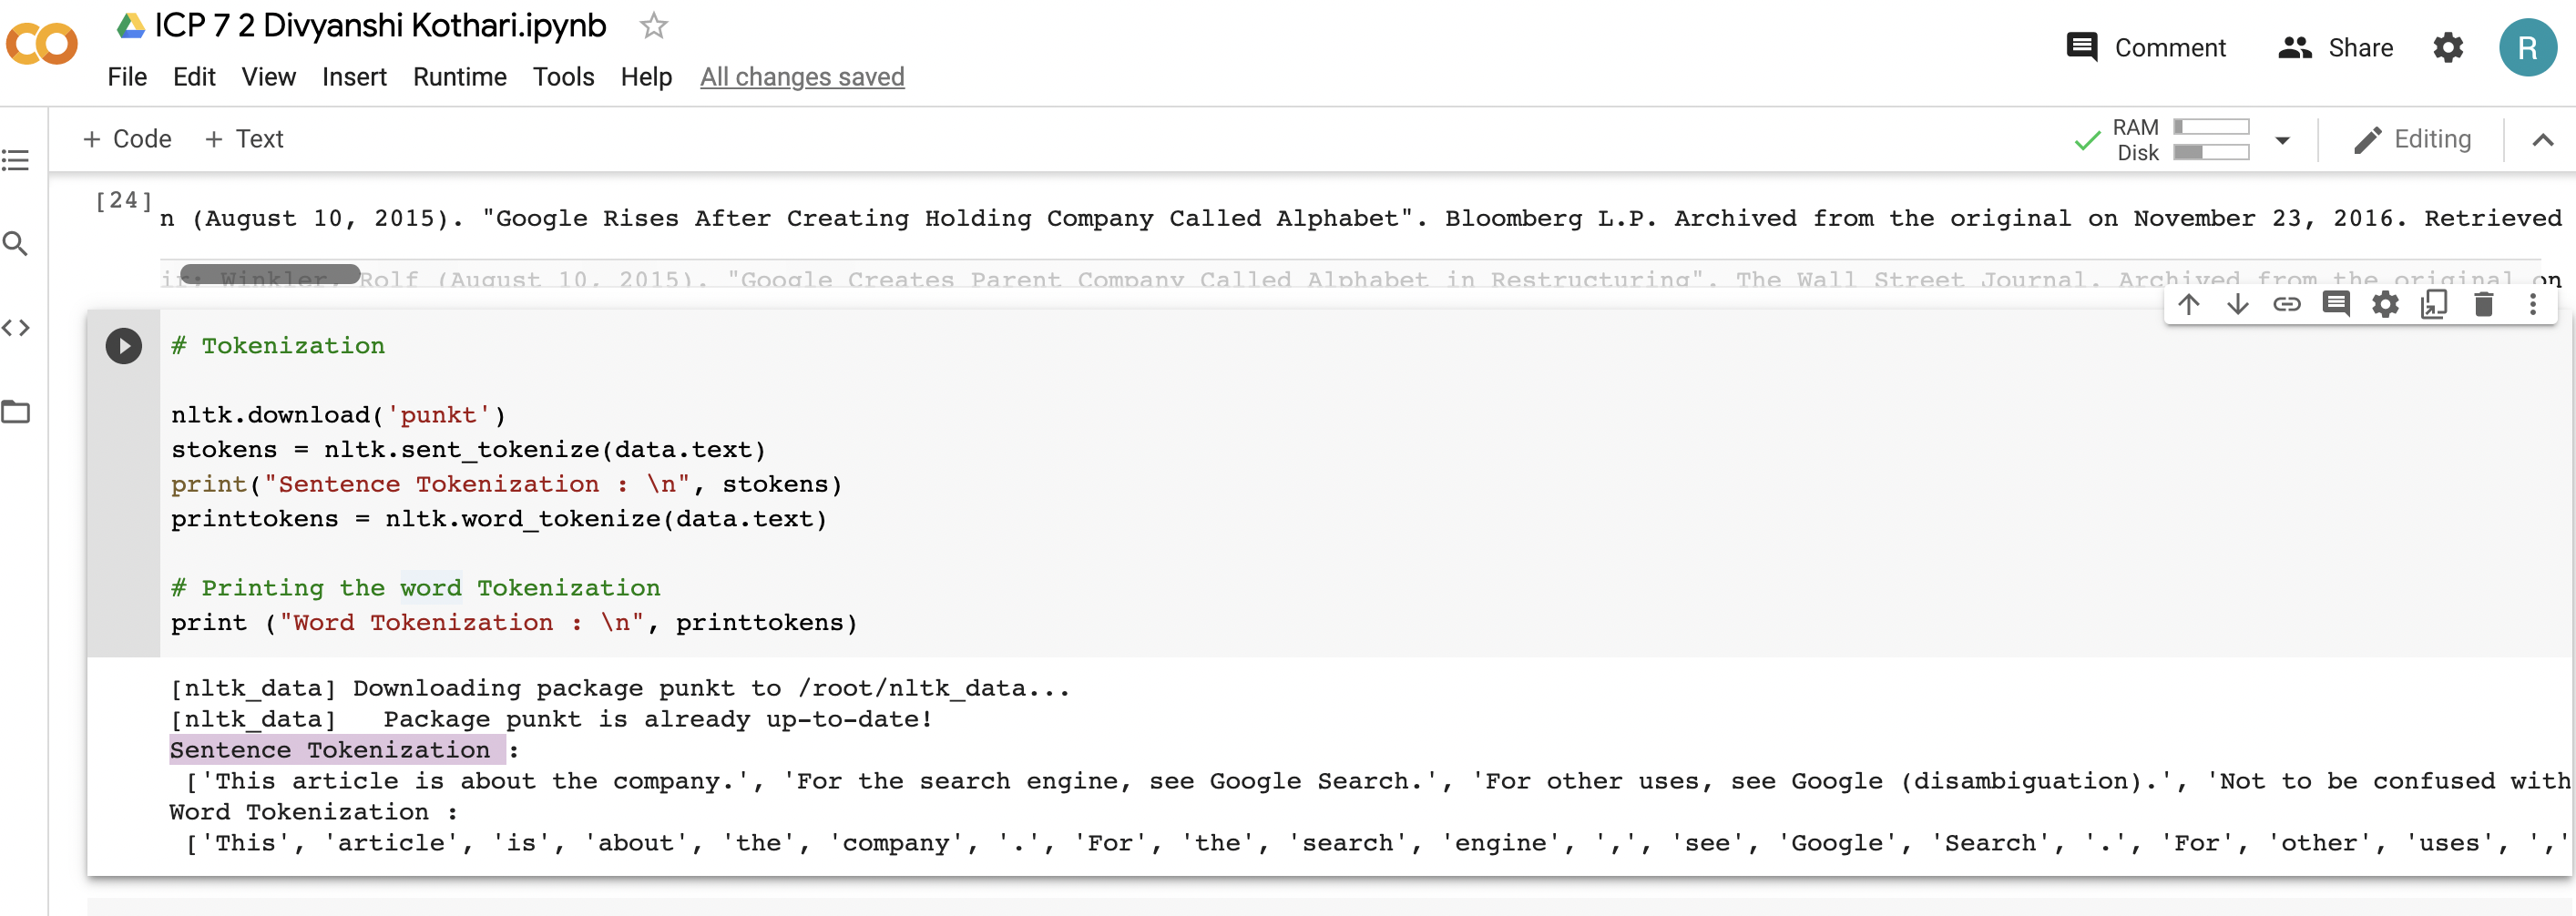 ICP 7 2 Divyanshi Kothari.ipynb
Comment Share R
File Edit View Insert Runtime Tools Help All changes saved
+ Code + Text
RAM
Disk
Editing
[24]
n (August 10, 2015). "Google Rises After Creating Holding Company Called Alphabet". Bloomberg L.P. Archived from the original on November 23, 2016. Retrieved
ir: Winkler, Rolf (August 10, 2015). "Google Creates Parent Company Called Alphabet in Restructuring". The Wall Street Journal. Archived from the original on
# Tokenization
nltk.download('punkt')
stokens = nltk.sent_tokenize(data.text)
print("Sentence Tokenization : \n", stokens)
printtokens = nltk.word_tokenize(data.text)
# Printing the word Tokenization
print ("Word Tokenization : \n", printtokens)
[nltk_data] Downloading package punkt to /root/nltk_data...
[nltk_data]   Package punkt is already up-to-date!
Sentence Tokenization :
['This article is about the company.', 'For the search engine, see Google Search.', 'For other uses, see Google (disambiguation).', 'Not to be confused with
Word Tokenization :
['This', 'article', 'is', 'about', 'the', 'company', '.', 'For', 'the', 'search', 'engine', ',', 'see', 'Google', 'Search', '.', 'For', 'other', 'uses', ','